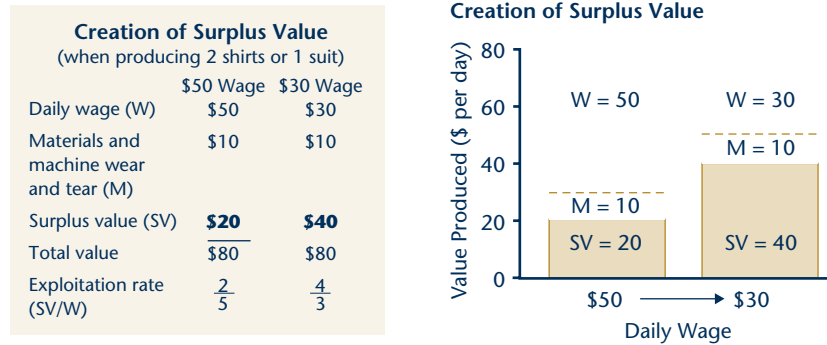 Creation of Surplus Value
(when producing 2 shirts or 1 suit)
$50 Wage $30 Wage
Daily wage (W) $50 $30
Materials and $10 $10
machine wear
and tear (M)
Surplus value (SV) $20 $40
Total value $80 $80
Exploitation rate 2 4
(SV/W) 5 3
Creation of Surplus Value
Value Produced ($ per day)
80
60
40
20
0
W = 50
M = 10
SV = 20
W = 30
M = 10
SV = 40
$50 $30
Daily Wage